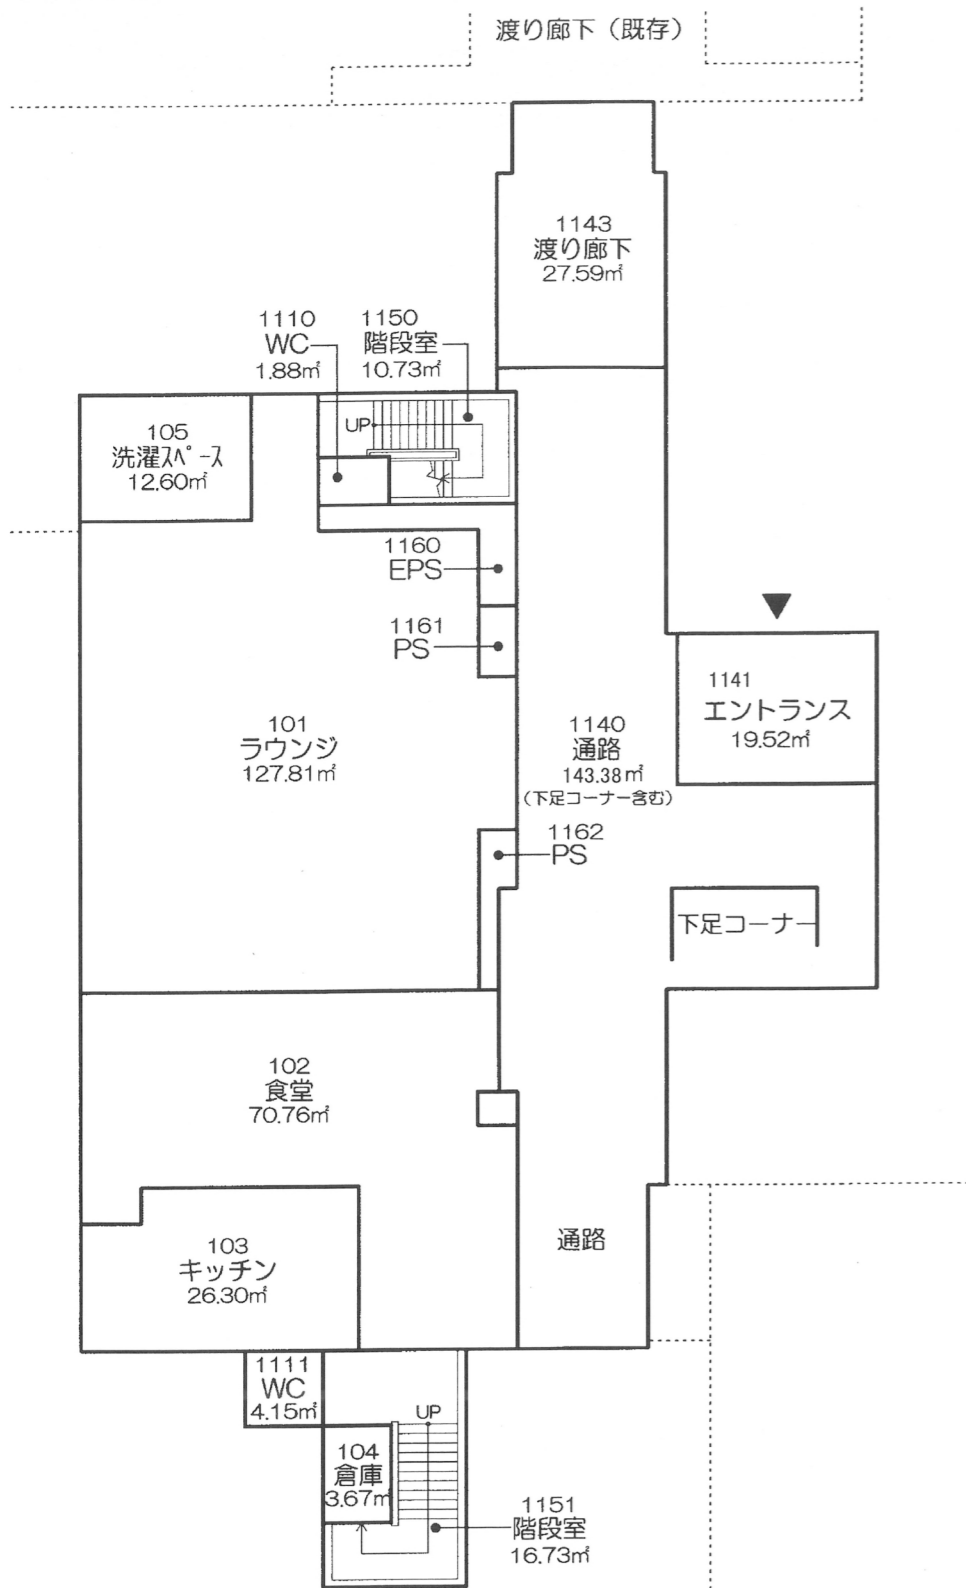 渡り廊下（既存）
1143
渡り廊下
27.59㎡
1110
WC
1.88㎡
1150
階段室
10.73㎡
UP
105
洗濯スペース
12.60㎡
1160
EPS
1161
PS
1141
エントランス
19.52㎡
101
ラウンジ
127.81㎡
1140
通路
143.38㎡
（下足コーナー含む）
1162
PS
下足コーナー
102
食堂
70.76㎡
通路
103
キッチン
26.30㎡
1111
WC
4.15㎡
UP
104
倉庫
3.67㎡
1151
階段室
16.73㎡